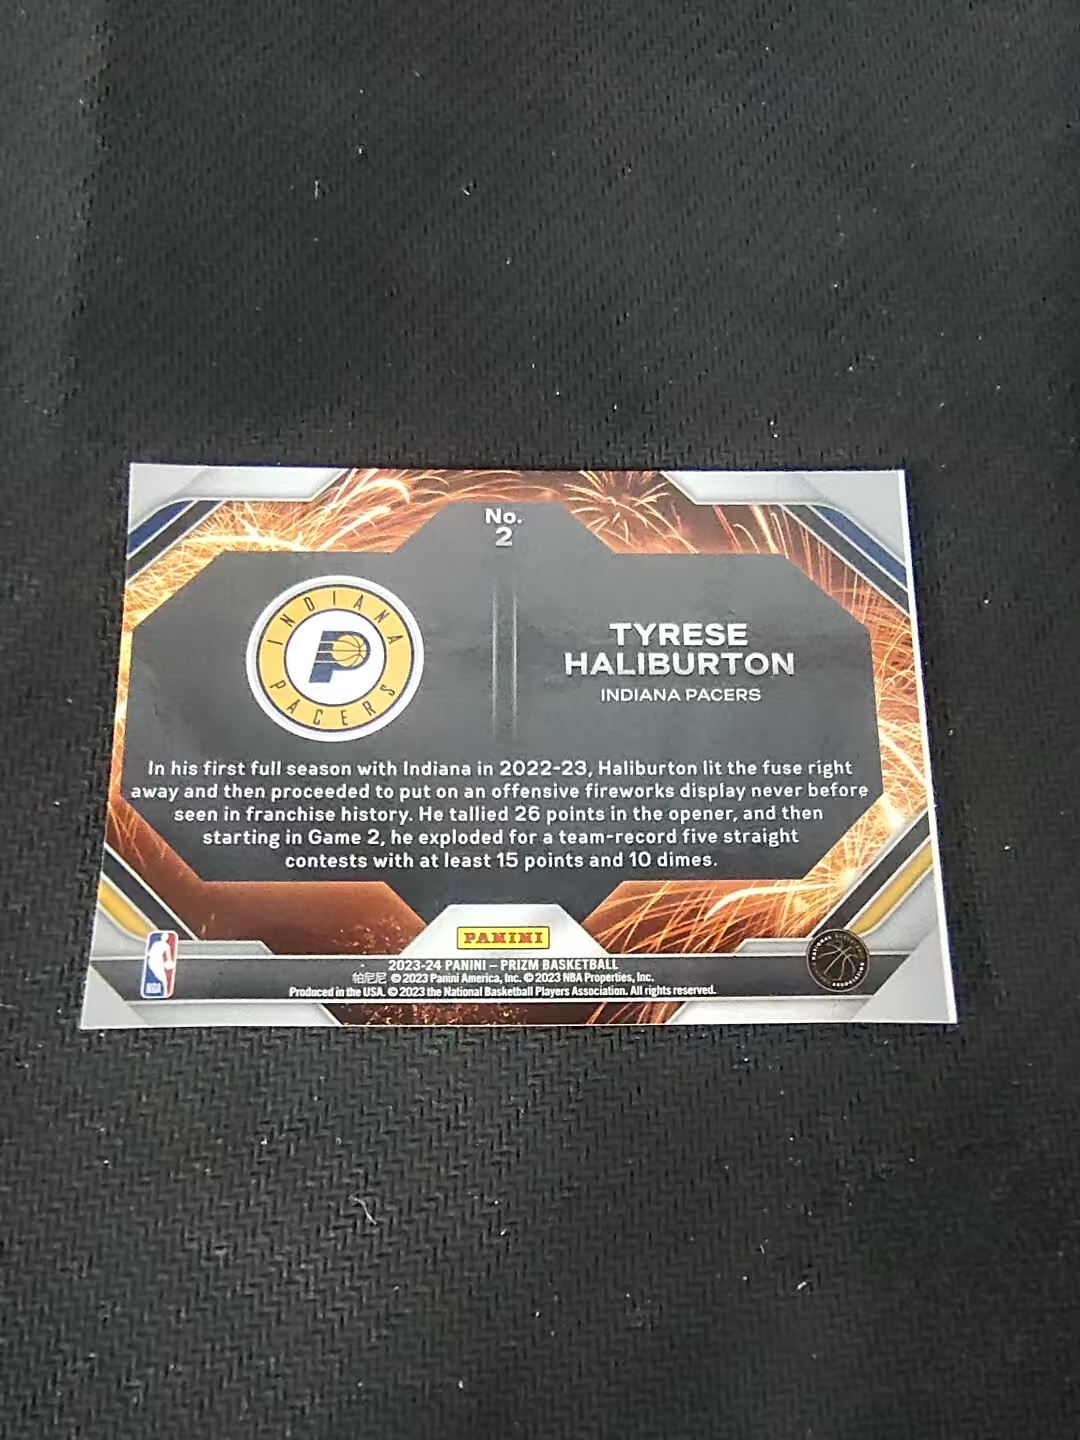 No.
2
INDIANA
PACERS
TYRESE
HALIBURTON
INDIANA PACERS
In his first full season with Indiana in 2022-23, Haliburton lit the fuse right
away and then proceeded to put on an offensive fireworks display never before
seen in franchise history. He tallied 26 points in the opener, and then
starting in Game 2, he exploded for a team-record five straight
contests with at least 15 points and 10 dimes.
PANINI
2023-24 PANINI – PRIZM BASKETBALL
帕尼尼 © 2023 Panini America, Inc. © 2023 NBA Properties, Inc.
Produced in the USA. © 2023 the National Basketball Players Association. All rights reserved.
NBA